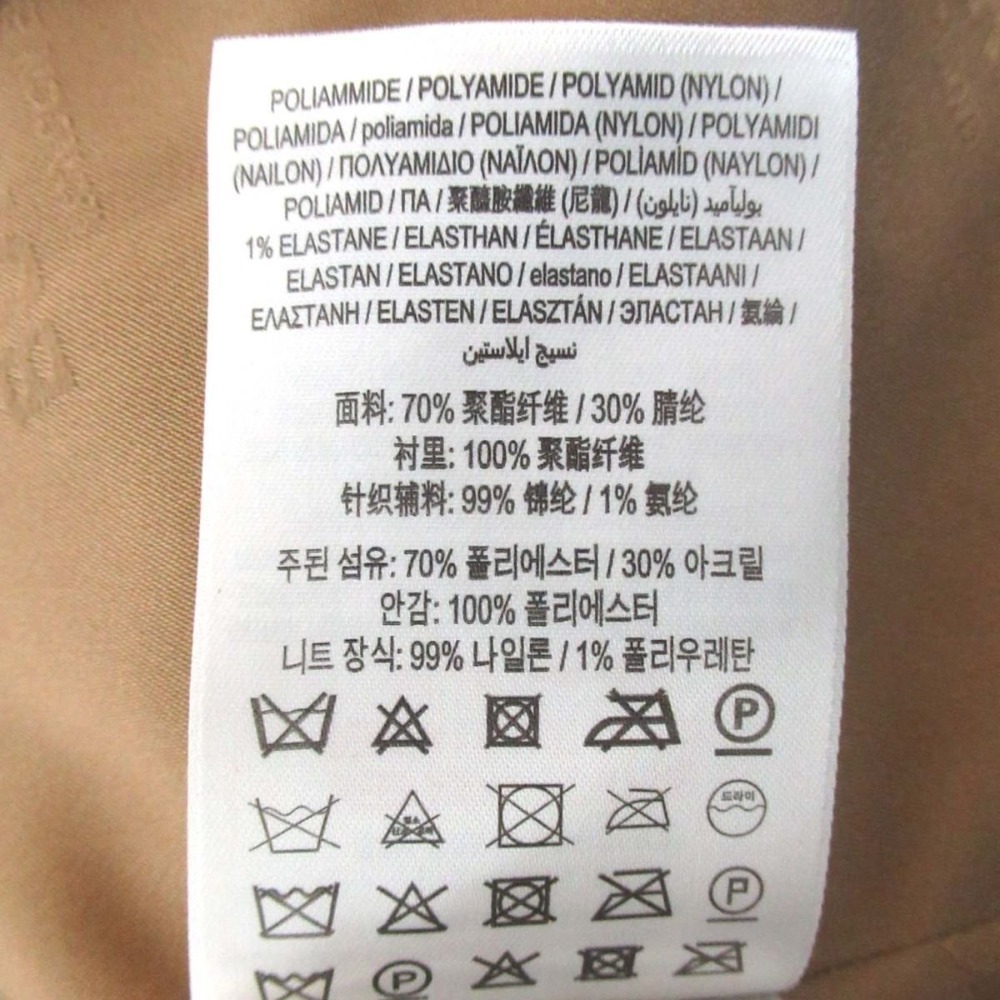 POLIAMMIDE / POLYAMIDE / POLYAMID (NYLON) /
POLIAMIDA / poliamida / POLIAMIDA (NYLON) / POLYAMIDI
(NAILON) / ΠΟΛΥΑΜΙΔΙΟ (ΝΑΪΛΟΝ) / POLİAMİD (NAYLON) /
POLIAMID / ПА / 聚醯胺纖維 (尼龍) / بوليآميد (نايلون)
1% ELASTANE / ELASTHAN / ÉLASTHANE / ELASTAAN /
ELASTAN / ELASTANO / elastano / ELASTAANI /
ΕΛΑΣΤΑΝΗ / ELASTEN / ELASZTÁN / ЭЛАСТАН / 氨綸 /
نسيج ايلاستين
面料: 70% 聚酯纤维 / 30% 腈纶
衬里: 100% 聚酯纤维
针织辅料: 99% 锦纶 / 1% 氨纶
주된 섬유: 70% 폴리에스터 / 30% 아크릴
안감: 100% 폴리에스터
니트 장식: 99% 나일론 / 1% 폴리우레탄
P
드라이
P
P